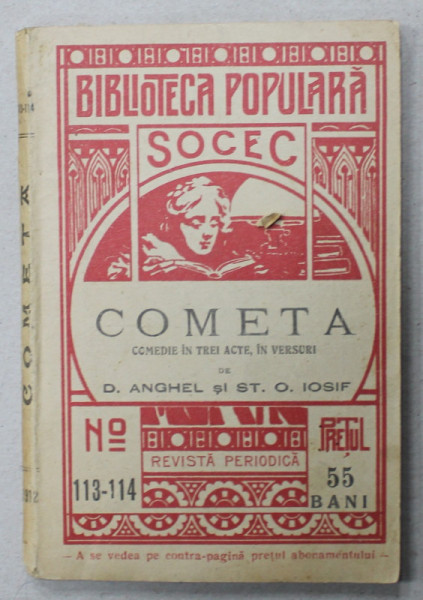 BIBLIOTECA POPULARĂ
SOCEC
COMETA
COMEDIE ÎN TREI ACTE, ÎN VERSURI
DE
D. ANGHEL și ST. O. IOSIF
No
113-114
REVISTĂ PERIODICĂ
PREȚUL
55
BANI
– A se vedea pe contra-pagină prețul abonamentului –
COMETA